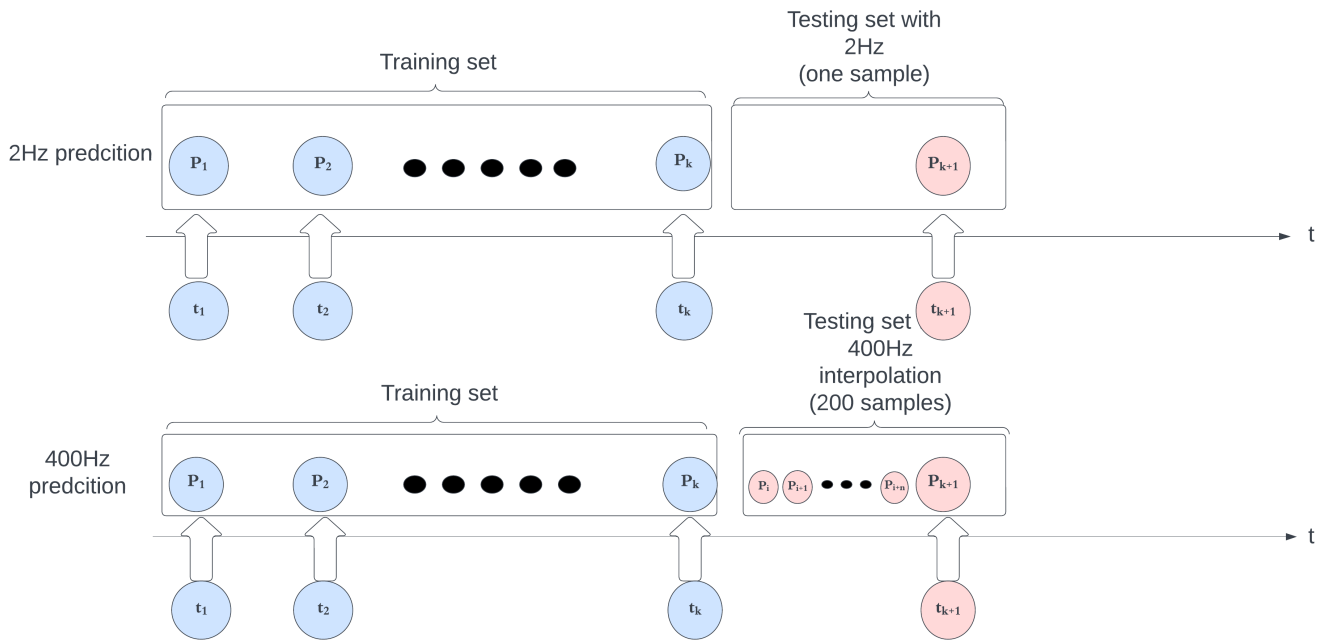 Testing set with
2Hz
(one sample)
Training set
2Hz predcition
P1
P2
Pk
Pk+1
t
t1
t2
tk
tk+1
Testing set
400Hz
interpolation
(200 samples)
Training set
400Hz
predcition
P1
P2
Pk
Pi
Pi+1
Pi+n
Pk+1
t
t1
t2
tk
tk+1